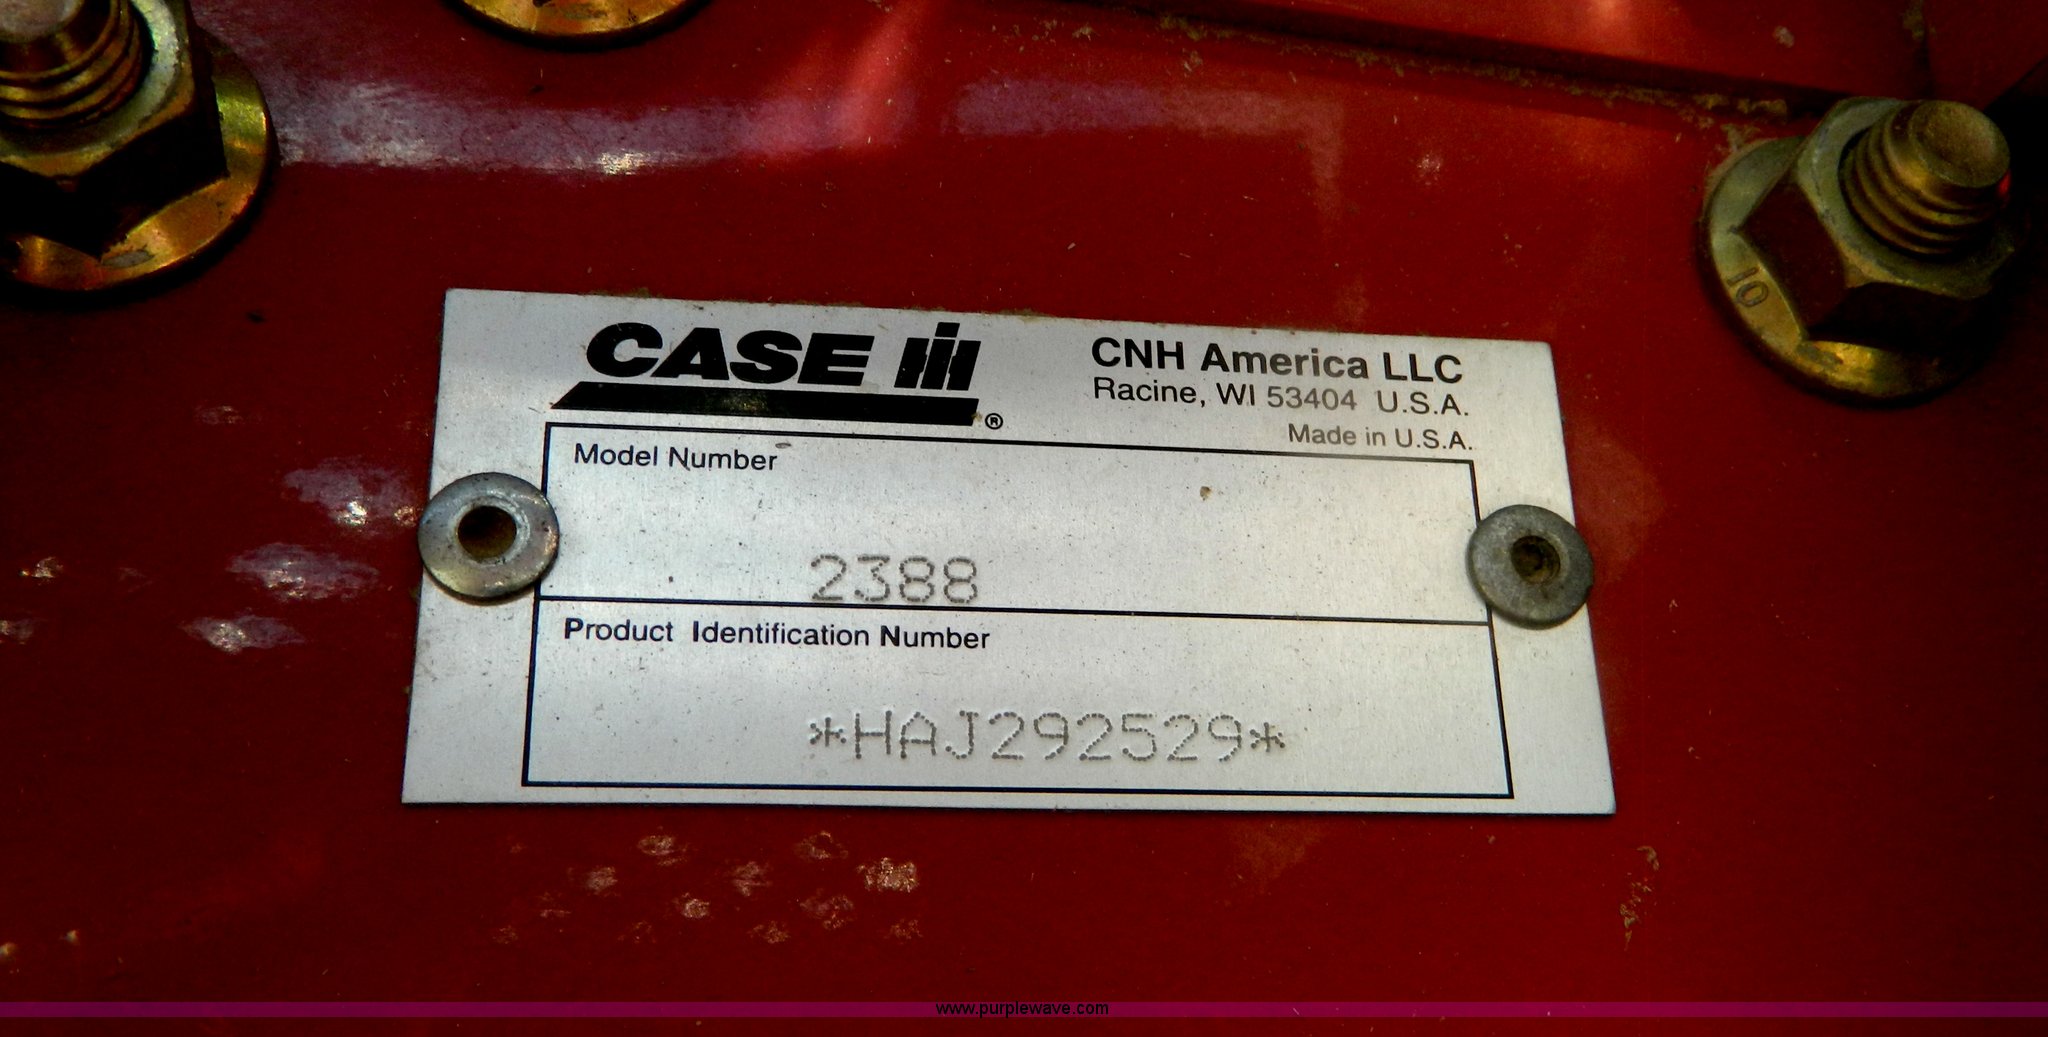 CASE IH®
CNH America LLC
Racine, WI 53404 U.S.A.
Made in U.S.A.
Model Number
2388
Product Identification Number
*HAJ292529*
10
www.purplewave.com